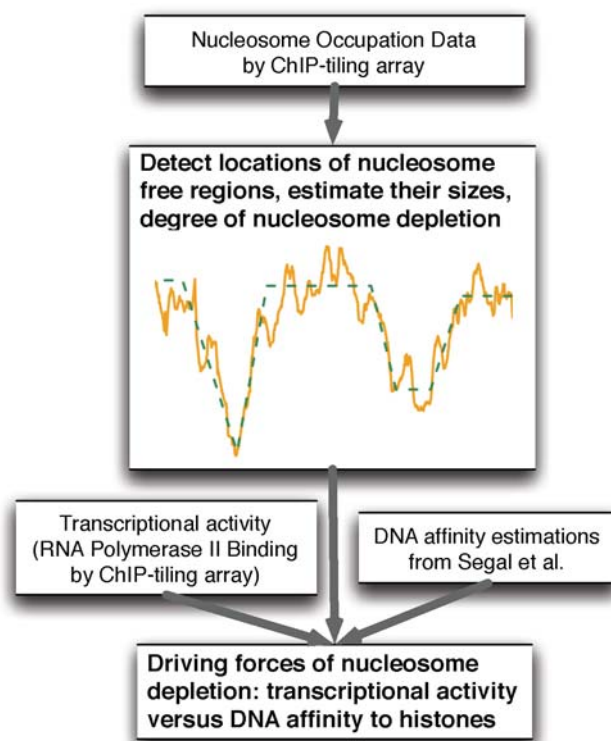 Nucleosome Occupation Data
by ChIP-tiling array
Detect locations of nucleosome
free regions, estimate their sizes,
degree of nucleosome depletion
Transcriptional activity
(RNA Polymerase II Binding
by ChIP-tiling array)
DNA affinity estimations
from Segal et al.
Driving forces of nucleosome
depletion: transcriptional activity
versus DNA affinity to histones